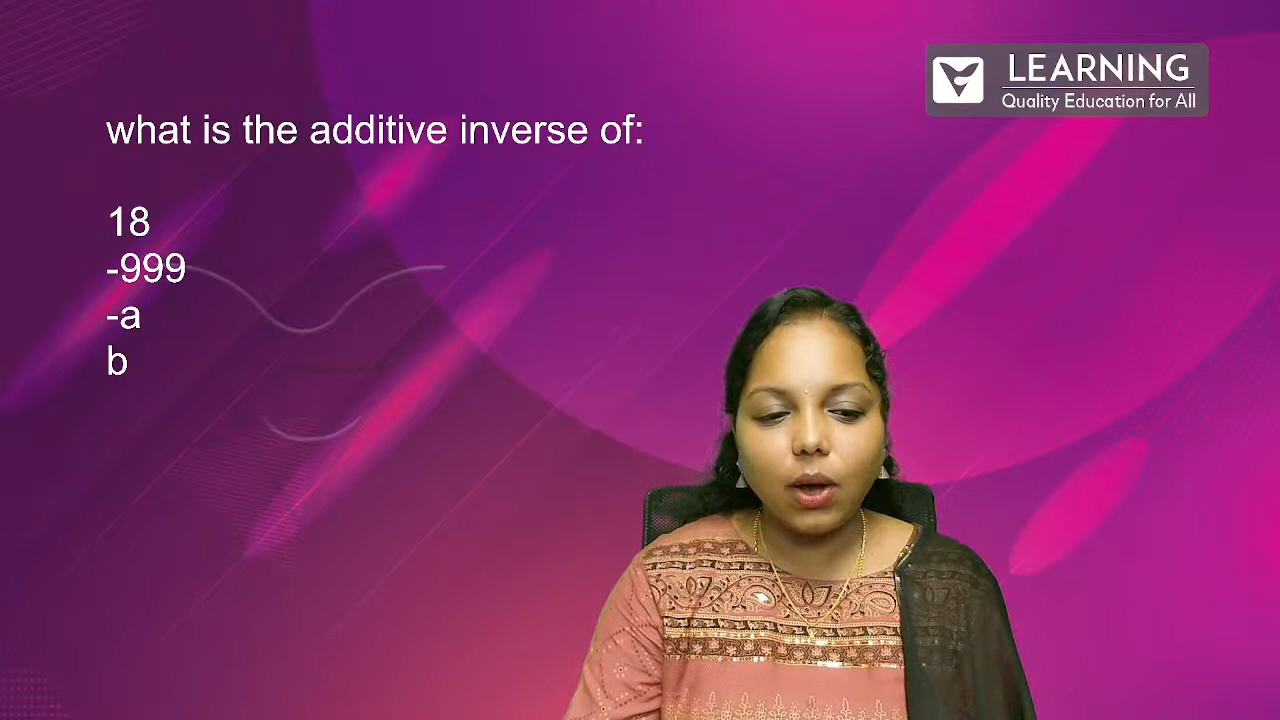 LEARNING
Quality Education for All
what is the additive inverse of:
18
-999
-a
b